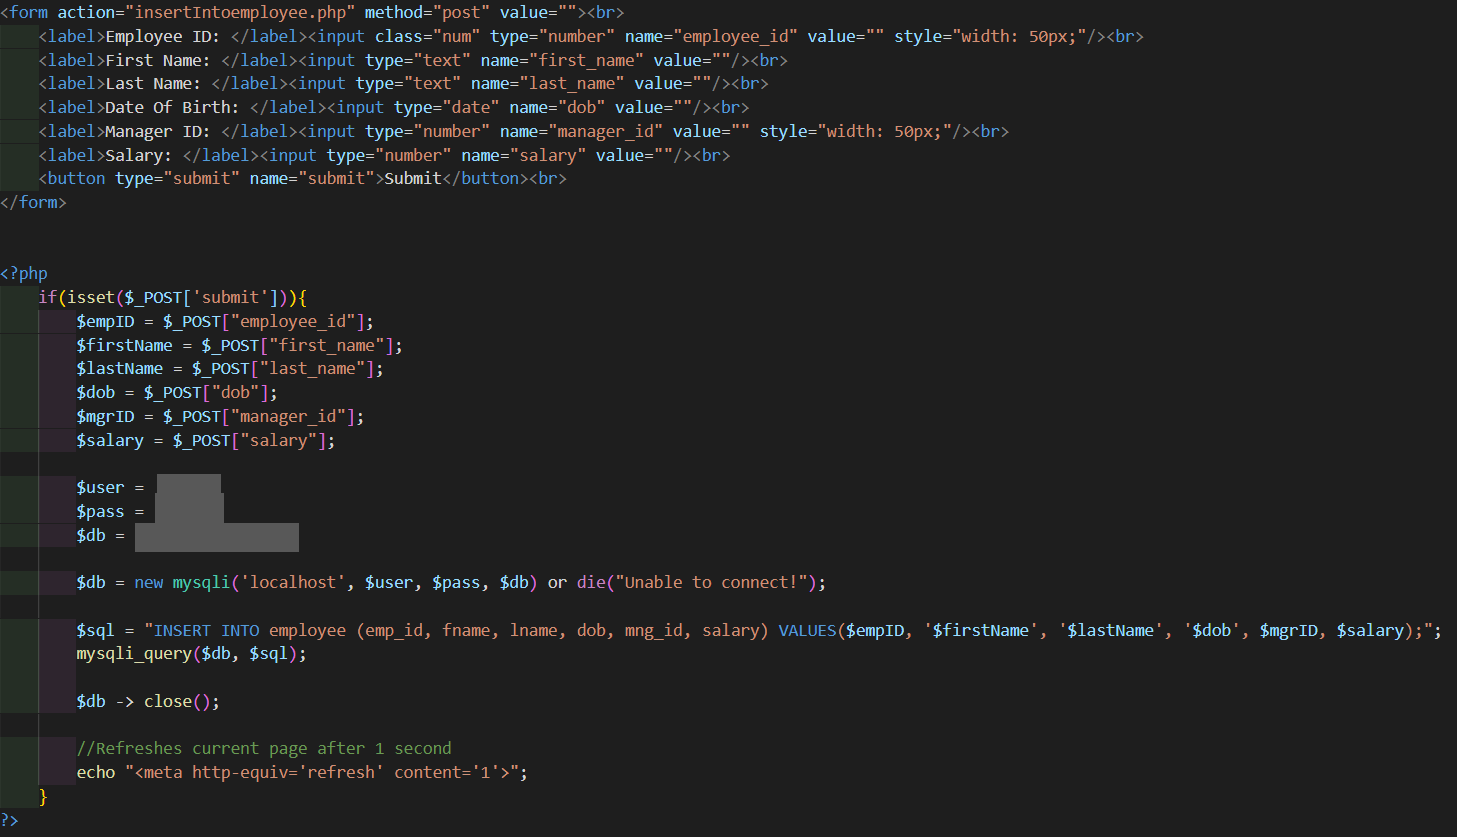 <form action="insertIntoemployee.php" method="post" value=""><br>
<label>Employee ID: </label><input class="num" type="number" name="employee_id" value="" style="width: 50px;"/><br>
<label>First Name: </label><input type="text" name="first_name" value=""/><br>
<label>Last Name: </label><input type="text" name="last_name" value=""/><br>
<label>Date Of Birth: </label><input type="date" name="dob" value=""/><br>
<label>Manager ID: </label><input type="number" name="manager_id" value="" style="width: 50px;"/><br>
<label>Salary: </label><input type="number" name="salary" value=""/><br>
<button type="submit" name="submit">Submit</button><br>
</form>
<?php
if(isset($_POST['submit'])){
$empID = $_POST["employee_id"];
$firstName = $_POST["first_name"];
$lastName = $_POST["last_name"];
$dob = $_POST["dob"];
$mgrID = $_POST["manager_id"];
$salary = $_POST["salary"];
$user =
$pass =
$db =
$db = new mysqli('localhost', $user, $pass, $db) or die("Unable to connect!");
$sql = "INSERT INTO employee (emp_id, fname, lname, dob, mng_id, salary) VALUES($empID, '$firstName', '$lastName', '$dob', $mgrID, $salary);";
mysqli_query($db, $sql);
$db -> close();
//Refreshes current page after 1 second
echo "<meta http-equiv='refresh' content='1'>";
}
?>